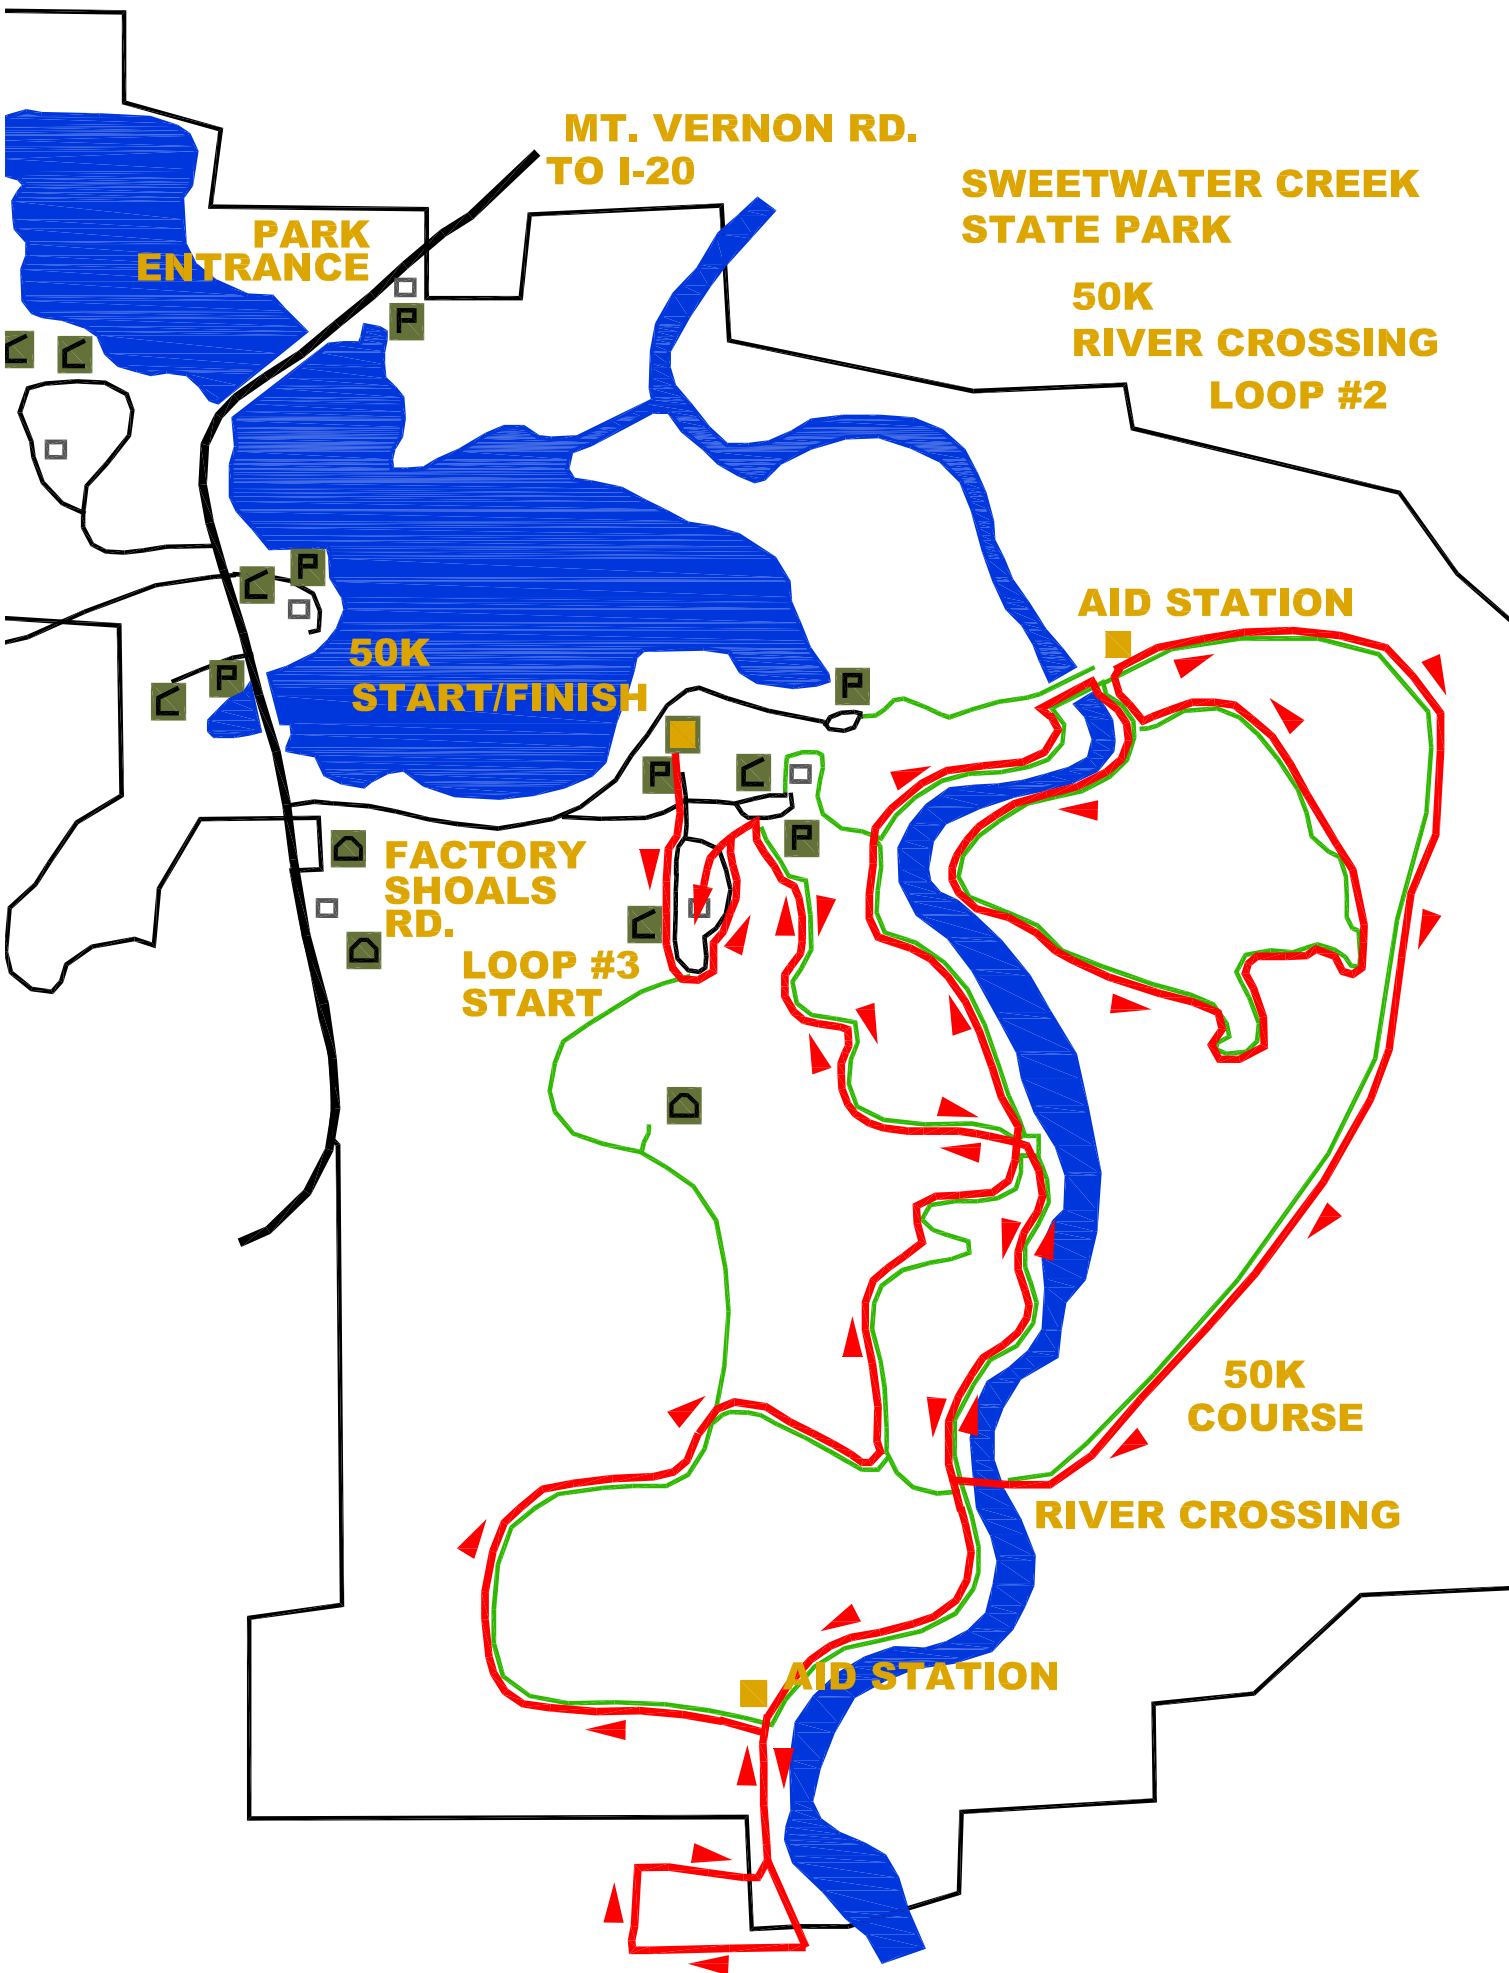 MT. VERNON RD.
TO I-20
SWEETWATER CREEK
STATE PARK
PARK
ENTRANCE
50K
RIVER CROSSING
LOOP #2
P
P
AID STATION
50K
START/FINISH
P
P
P
P
FACTORY
SHOALS
RD.
LOOP #3
START
50K
COURSE
RIVER CROSSING
AID STATION